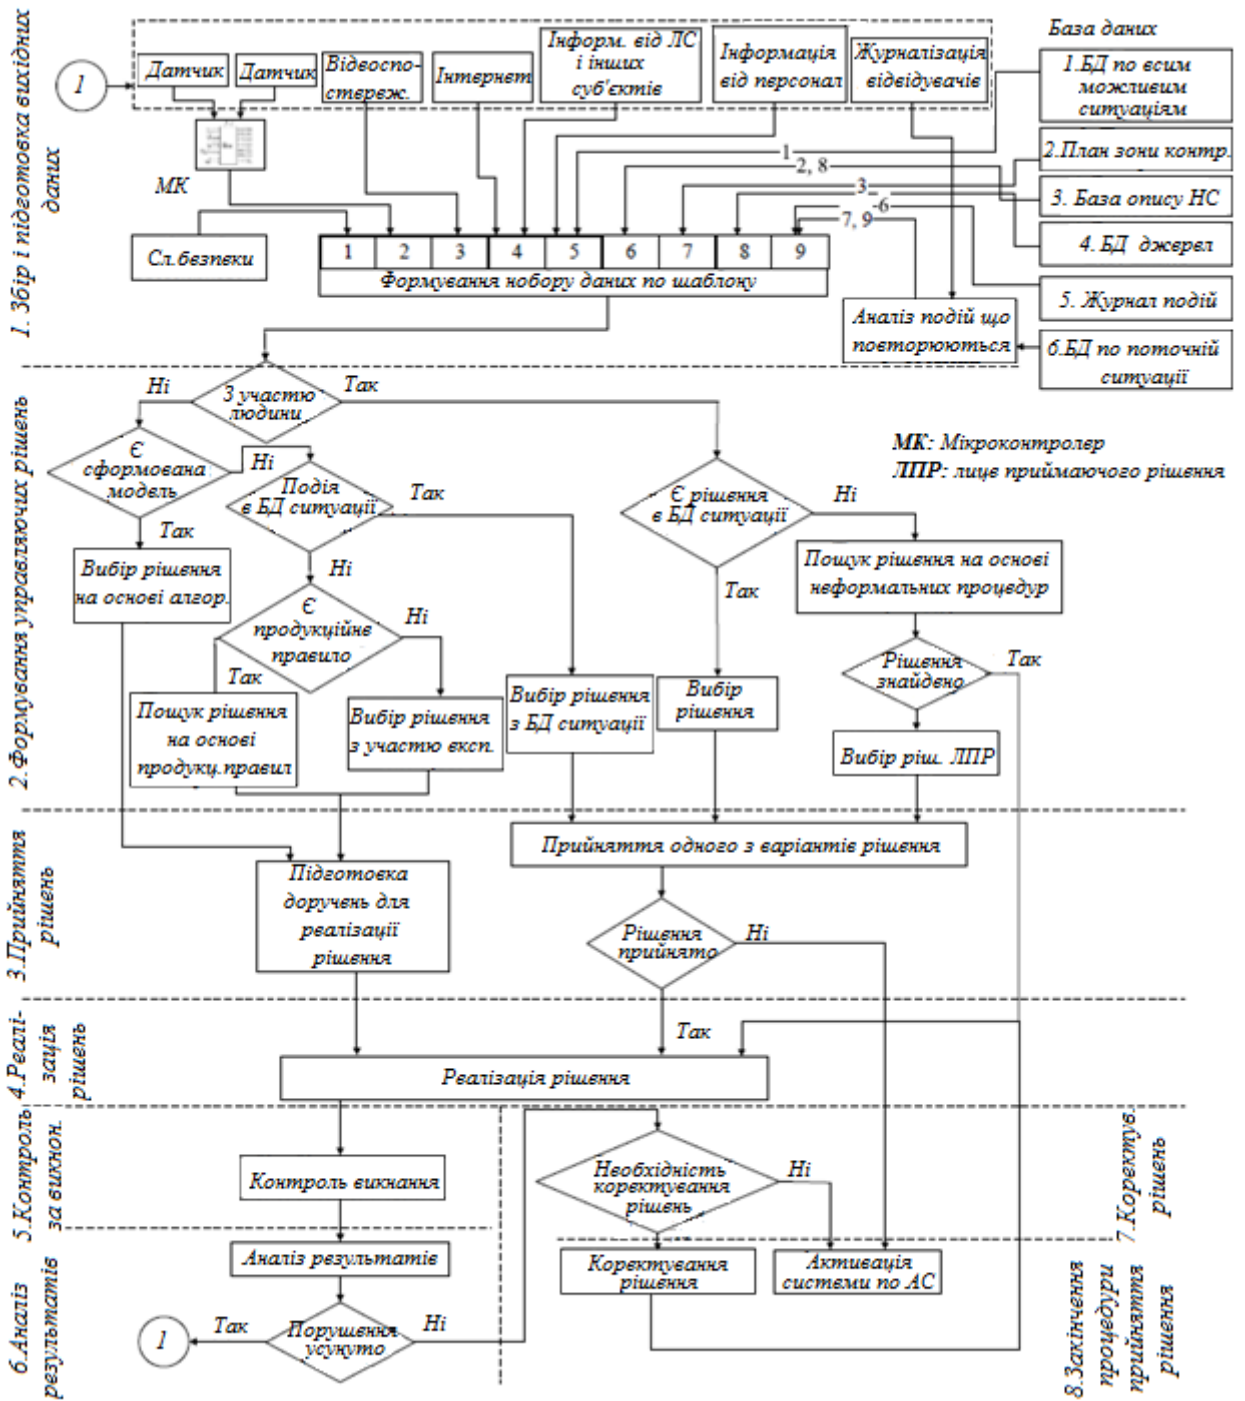 База даних
1. Збір і підготовка вихідних
даних
1
Датчик
Датчик
Відвоспо-
стереж.
Інтернет
Інформ. від ЛС
і інших
суб'єктів
Інформація
від персонал
Журналізація
відвідувачів
1.БД по всим
можливим
ситуаціям
2.План зони контр.
3. База опису НС
4. БД джерел
5. Журнал подій
6.БД по поточній
ситуації
МК
Сл.безпеки
1
2, 8
3
6
7, 9
1 2 3 4 5 6 7 8 9
Формування нобору даних по шаблону
Аналіз подій що
повторюються
2.Формування управляючих рішень
Ні
З участю
людини
Так
МК: Мікроконтролер
ЛПР: лице приймаючого рішення
Є
сформована
модель
Ні
Так
Подія
в БД ситуації
Так
Ні
Є рішення
в БД ситуації
Ні
Так
Вибір рішення
на основі алгор.
Пощук рішення на основі
неформальних процедур
Є
продукційне
правило
Ні
Так
Рішення
знайдено
Так
Пощук рішення
на основі
продукц.правил
Вибір рішення
з участю експ.
Вибір рішення
з БД ситуації
Вибір
рішення
Вибір ріш. ЛПР
3.Прийняття
рішень
Прийняття одного з варіантів рішення
Підготовка
доручень для
реалізації
рішення
Рішення
прийнято
Ні
Так
4.Реалі-
зація
рішень
Реалізація рішення
5.Контроль
за викнон.
Контроль викнання
Необхідність
коректування
рішень
Ні
7.Коректув.
рішень
6.Аналіз
результатів
Аналіз результатів
Коректування
рішення
Активація
системи по АС
1
Так
Порушення
усунуто
Ні
8.Закінчення
процедури
прийняття
рішення